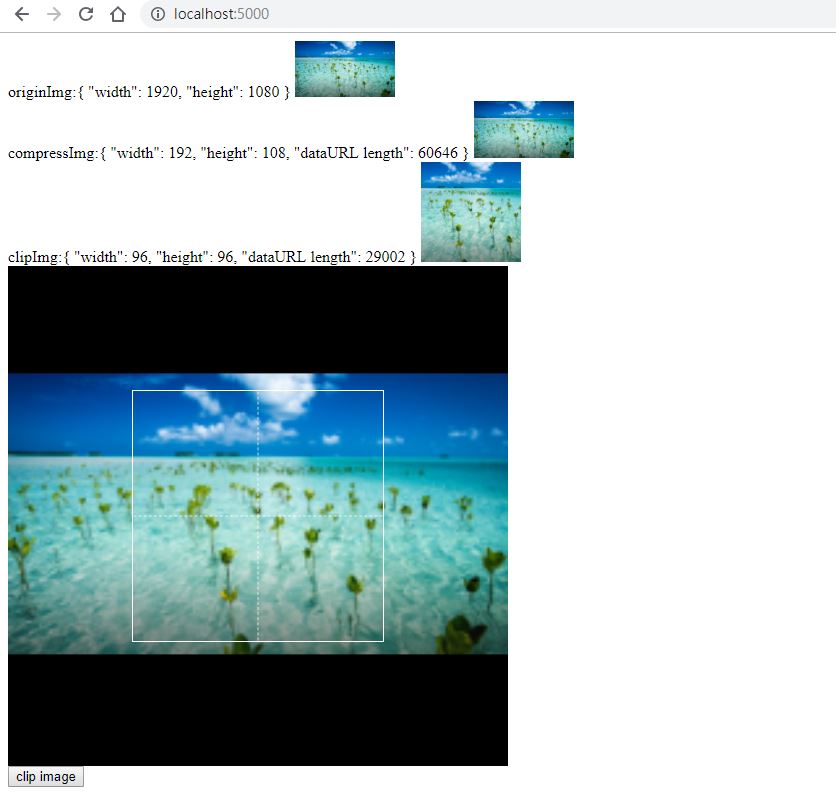 localhost:5000
originImg:{ "width": 1920, "height": 1080 }
compressImg:{ "width": 192, "height": 108, "dataURL length": 60646 }
clipImg:{ "width": 96, "height": 96, "dataURL length": 29002 }
clip image